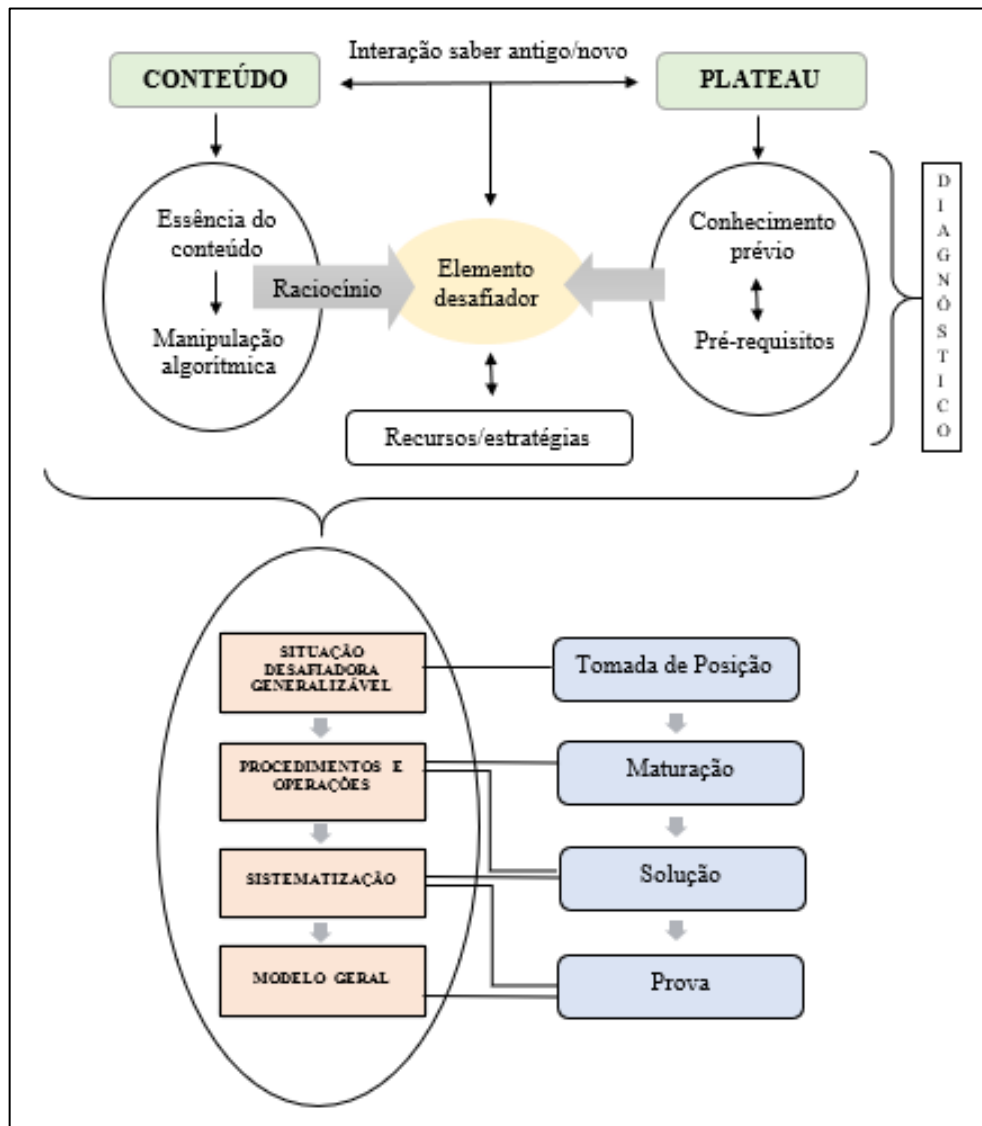 Interação saber antigo/novo
CONTEÚDO
PLATEAU
Essência do
conteúdo
Raciocínio
Manipulação
algorítmica
Elemento
desafiador
Recursos/estratégias
Conhecimento
prévio
Pré-requisitos
DIAGNÔSTICO
SITUAÇÃO
DESAFIADORA
GENERALIZÁVEL
Tomada de Posição
PROCEDIMENTOS E
OPERAÇÕES
Maturação
SISTEMATIZAÇÃO
Solução
MODELO GERAL
Prova